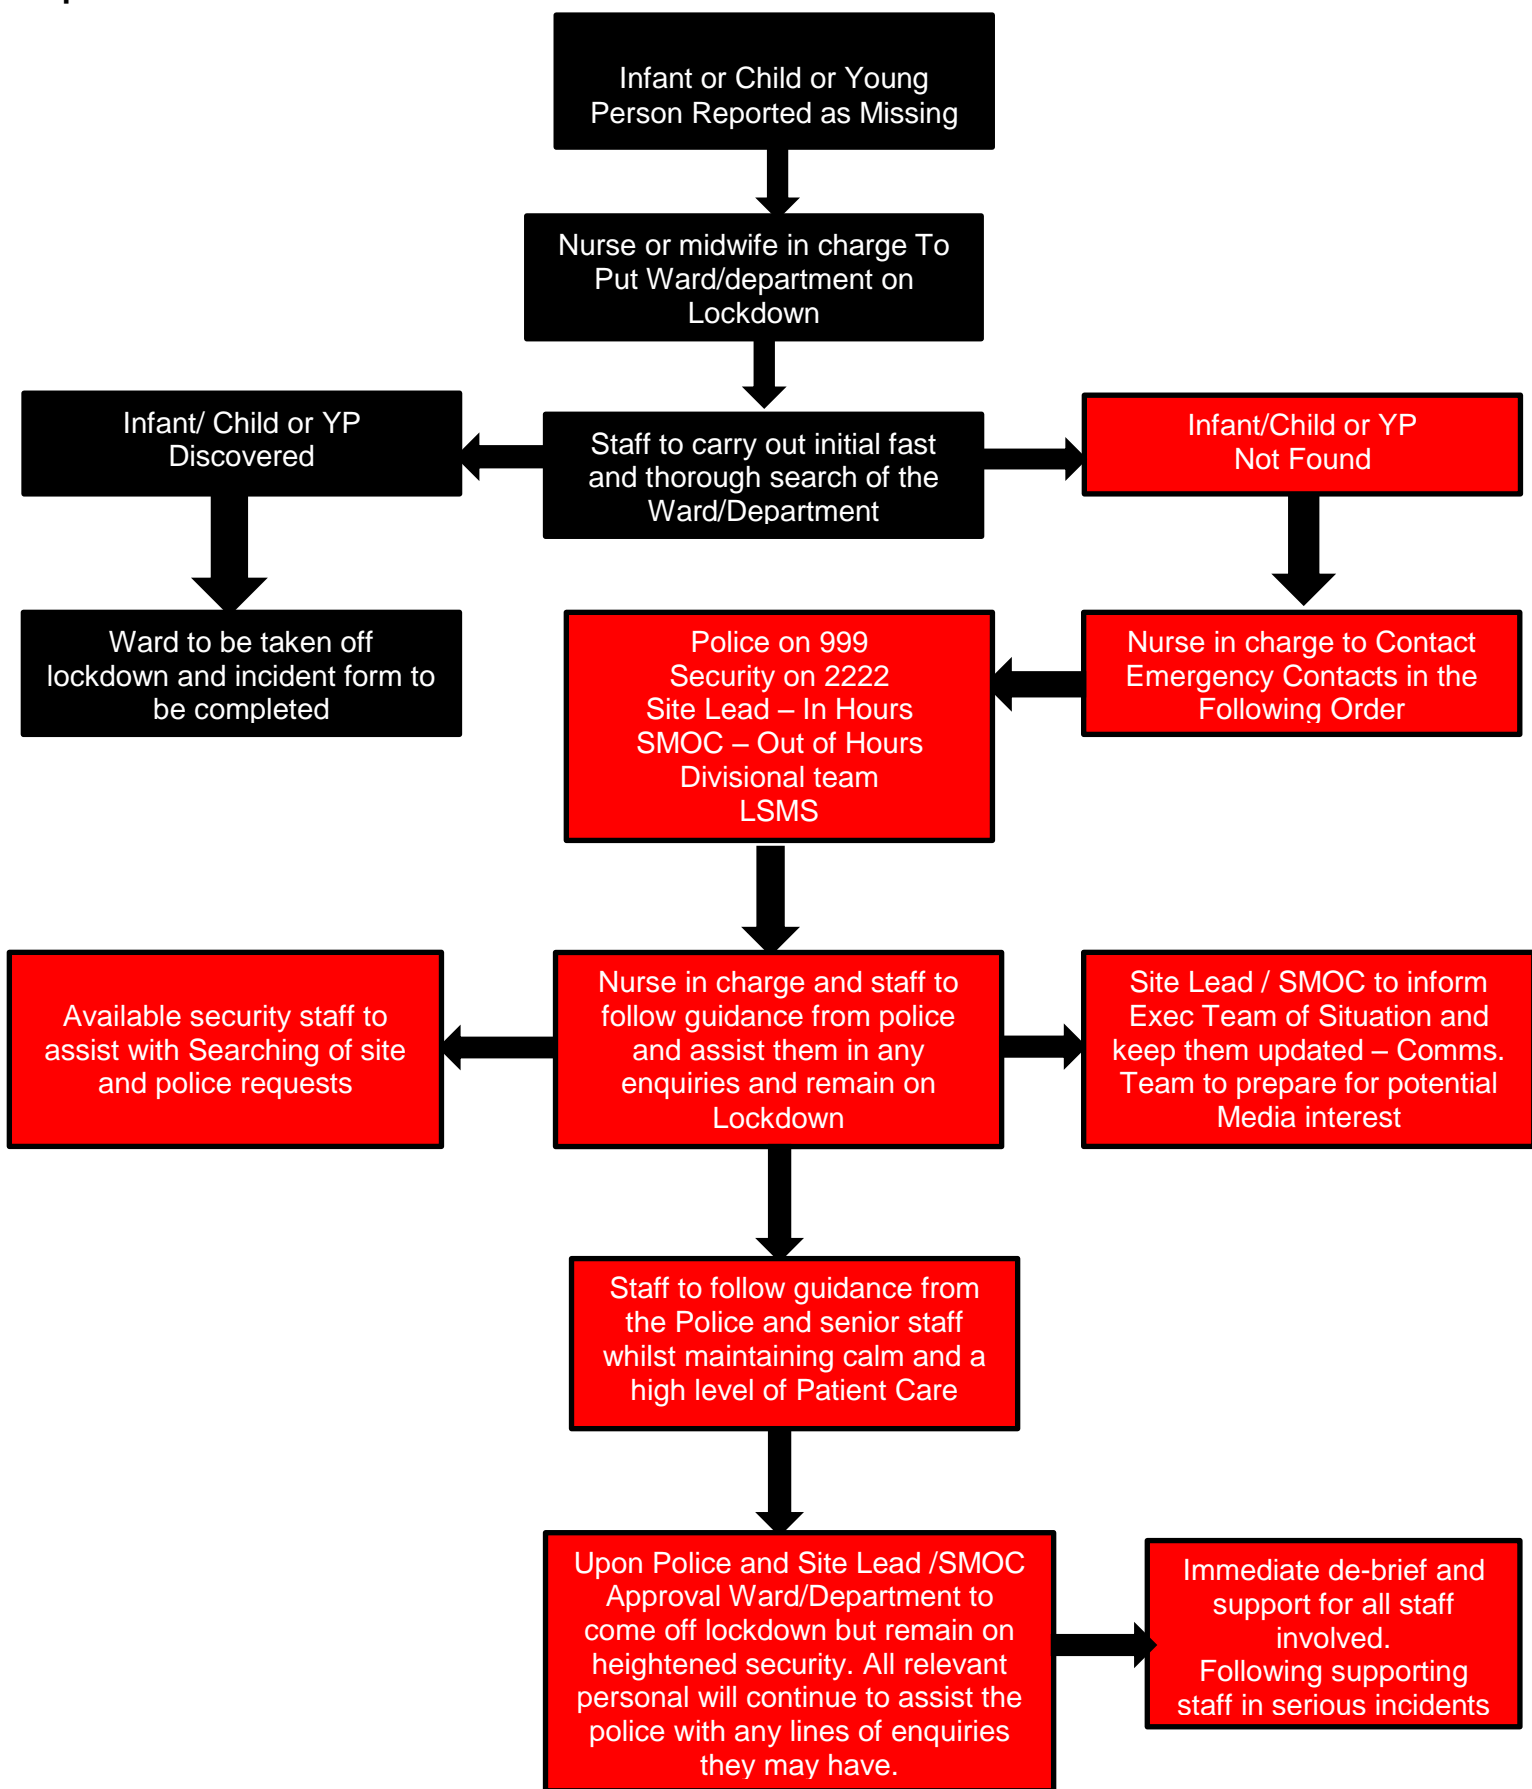 Infant or Child or Young
Person Reported as Missing
Nurse or midwife in charge To
Put Ward/department on
Lockdown
Infant/ Child or YP
Discovered
Staff to carry out initial fast
and thorough search of the
Ward/Department
Infant/Child or YP
Not Found
Ward to be taken off
lockdown and incident form to
be completed
Police on 999
Security on 2222
Site Lead – In Hours
SMOC – Out of Hours
Divisional team
LSMS
Nurse in charge to Contact
Emergency Contacts in the
Following Order
Available security staff to
assist with Searching of site
and police requests
Nurse in charge and staff to
follow guidance from police
and assist them in any
enquiries and remain on
Lockdown
Site Lead / SMOC to inform
Exec Team of Situation and
keep them updated – Comms.
Team to prepare for potential
Media interest
Staff to follow guidance from
the Police and senior staff
whilst maintaining calm and a
high level of Patient Care
Upon Police and Site Lead /SMOC
Approval Ward/Department to
come off lockdown but remain on
heightened security. All relevant
personal will continue to assist the
police with any lines of enquiries
they may have.
Immediate de-brief and
support for all staff
involved.
Following supporting
staff in serious incidents